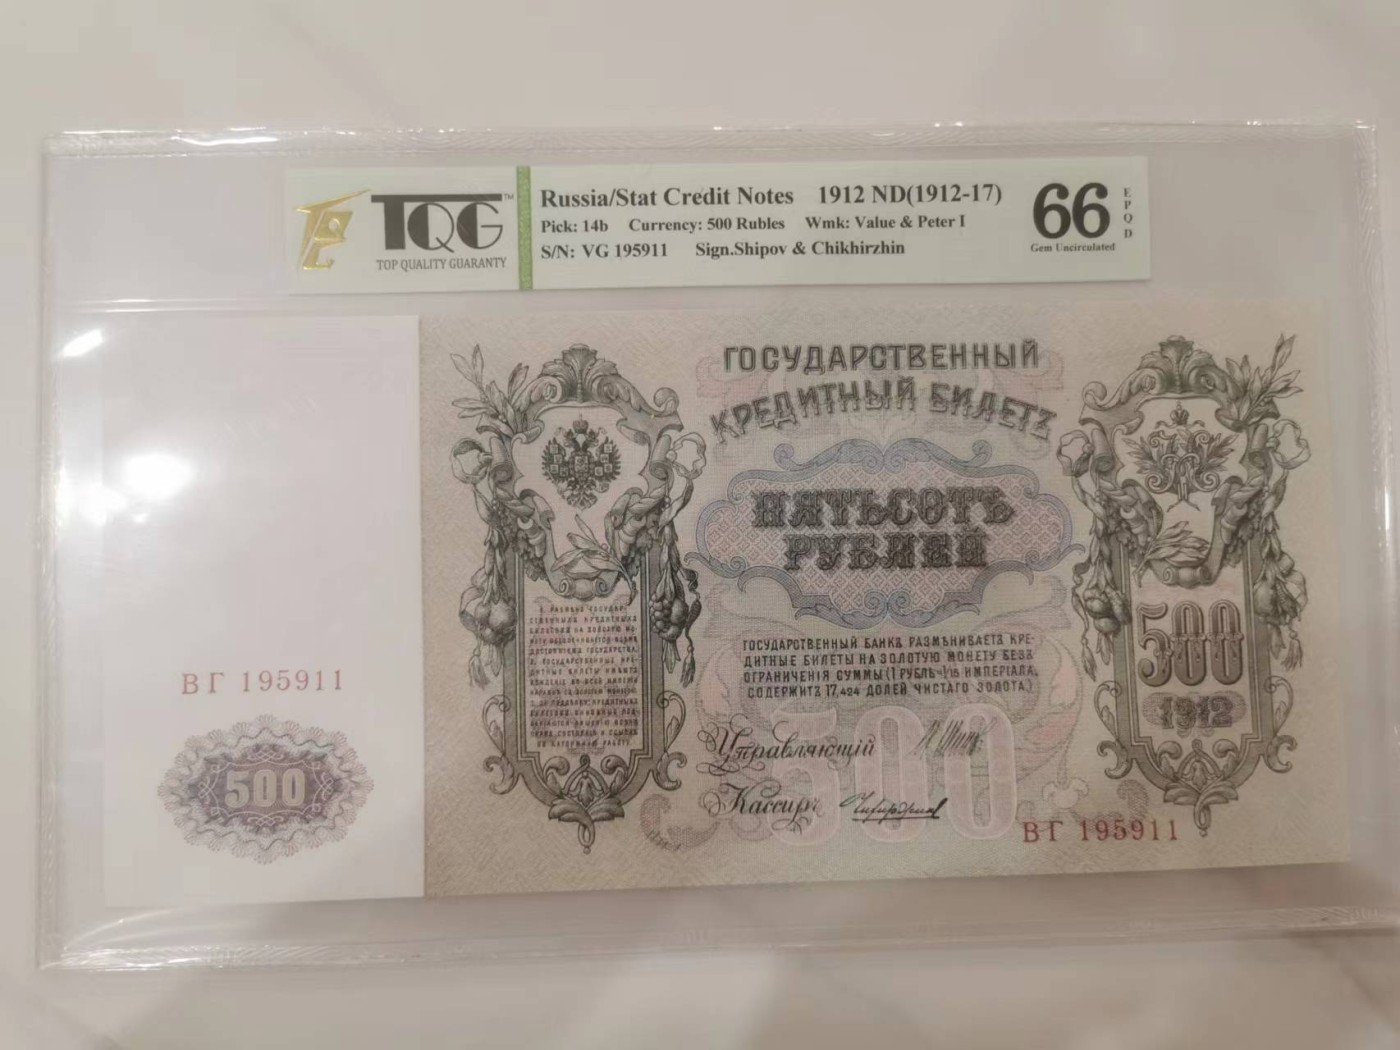 TQG™
TOP QUALITY GUARANTY
Russia/Stat Credit Notes 1912 ND(1912-17)
Pick: 14b Currency: 500 Rubles Wmk: Value & Peter I
S/N: VG 195911 Sign.Shipov & Chikhirzhin
66
EPQD
Gem Uncirculated
ГОСУДАРСТВЕННЫЙ
КРЕДИТНЫЙ БИЛЕТЪ
ПЯТЬСОТЪ
РУБЛЕЙ
500
1912
ГОСУДАРСТВЕННЫЙ БАНКЪ РАЗМѢНИВАЕТЪ КРЕ-
ДИТНЫЕ БИЛЕТЫ НА ЗОЛОТУЮ МОНЕТУ БЕЗЪ
ОГРАНИЧЕНІЯ СУММЫ (1 РУБЛЬ=1/15 ИМПЕРІАЛА,
СОДЕРЖИТЪ 17,424 ДОЛЕЙ ЧИСТАГО ЗОЛОТА.)
500
Управляющій
Кассиръ
ВГ 195911
500
ВГ 195911